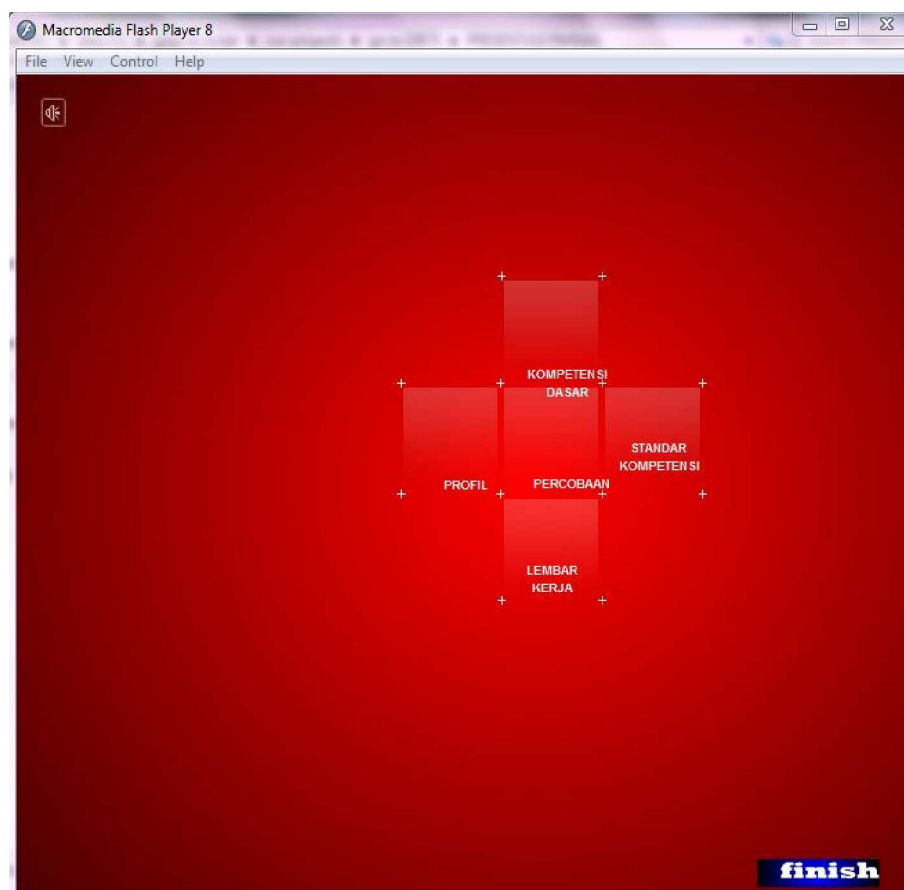 Macromedia Flash Player 8
File View Control Help
KOMPETENSI
DASAR
STANDAR
KOMPETENSI
PROFIL
PERCOBAAN
LEMBAR
KERJA
finish